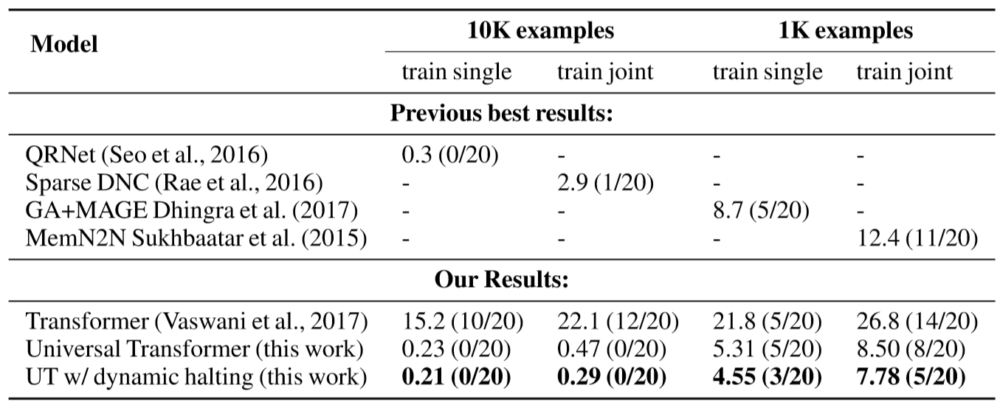 Model 10K examples 1K examples
train single train joint train single train joint
Previous best results:
QRNet (Seo et al., 2016) 0.3 (0/20) - - -
Sparse DNC (Rae et al., 2016) - 2.9 (1/20) - -
GA+MAGE Dhingra et al. (2017) - - 8.7 (5/20) -
MemN2N Sukhbaatar et al. (2015) - - - 12.4 (11/20)
Our Results:
Transformer (Vaswani et al., 2017) 15.2 (10/20) 22.1 (12/20) 21.8 (5/20) 26.8 (14/20)
Universal Transformer (this work) 0.23 (0/20) 0.47 (0/20) 5.31 (5/20) 8.50 (8/20)
UT w/ dynamic halting (this work) 0.21 (0/20) 0.29 (0/20) 4.55 (3/20) 7.78 (5/20)